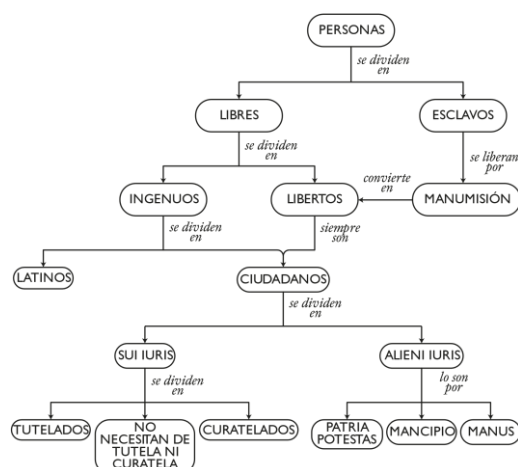 PERSONAS
se dividen
en
LIBRES
ESCLAVOS
se dividen
en
se liberan
por
convierte
en
INGENUOS
LIBERTOS
MANUMISIÓN
se dividen
en
siempre
son
LATINOS
CIUDADANOS
se dividen
en
SUI IURIS
ALIENI IURIS
se dividen
en
lo son
por
TUTELADOS
NO
NECESITAN DE
TUTELA NI
CURATELA
CURATELADOS
PATRIA
POTESTAS
MANCIPIO
MANUS